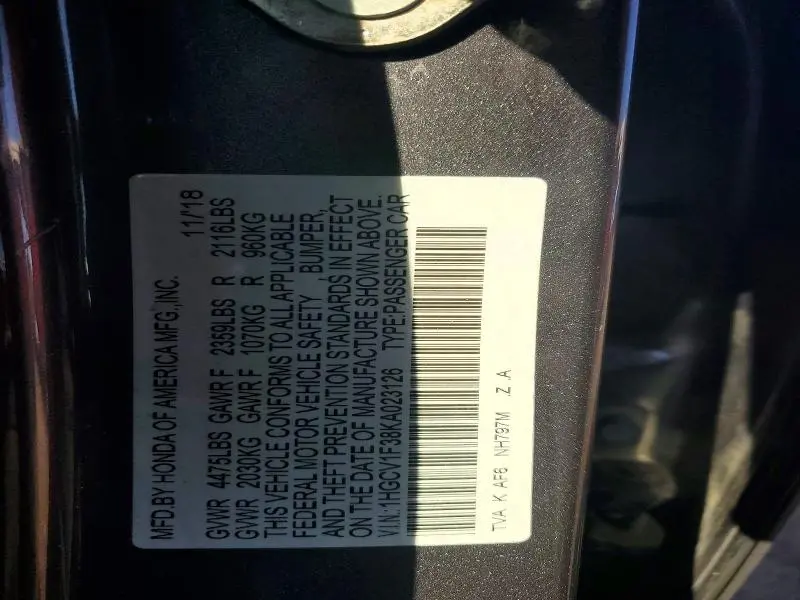 MFD.BY HONDA OF AMERICA MFG.,INC. 11/18
GVWR 4475LBS GAWR F 2359LBS R 2116LBS
GVWR 2030KG GAWR F 1070KG R 960KG
THIS VEHICLE CONFORMS TO ALL APPLICABLE
FEDERAL MOTOR VEHICLE SAFETY , BUMPER,
AND THEFT PREVENTION STANDARDS IN EFFECT
ON THE DATE OF MANUFACTURE SHOWN ABOVE.
V.I.N.:1HGCV1F38KA023126 TYPE:PASSENGER CAR
TVA K AF6 NH797M .Z .A